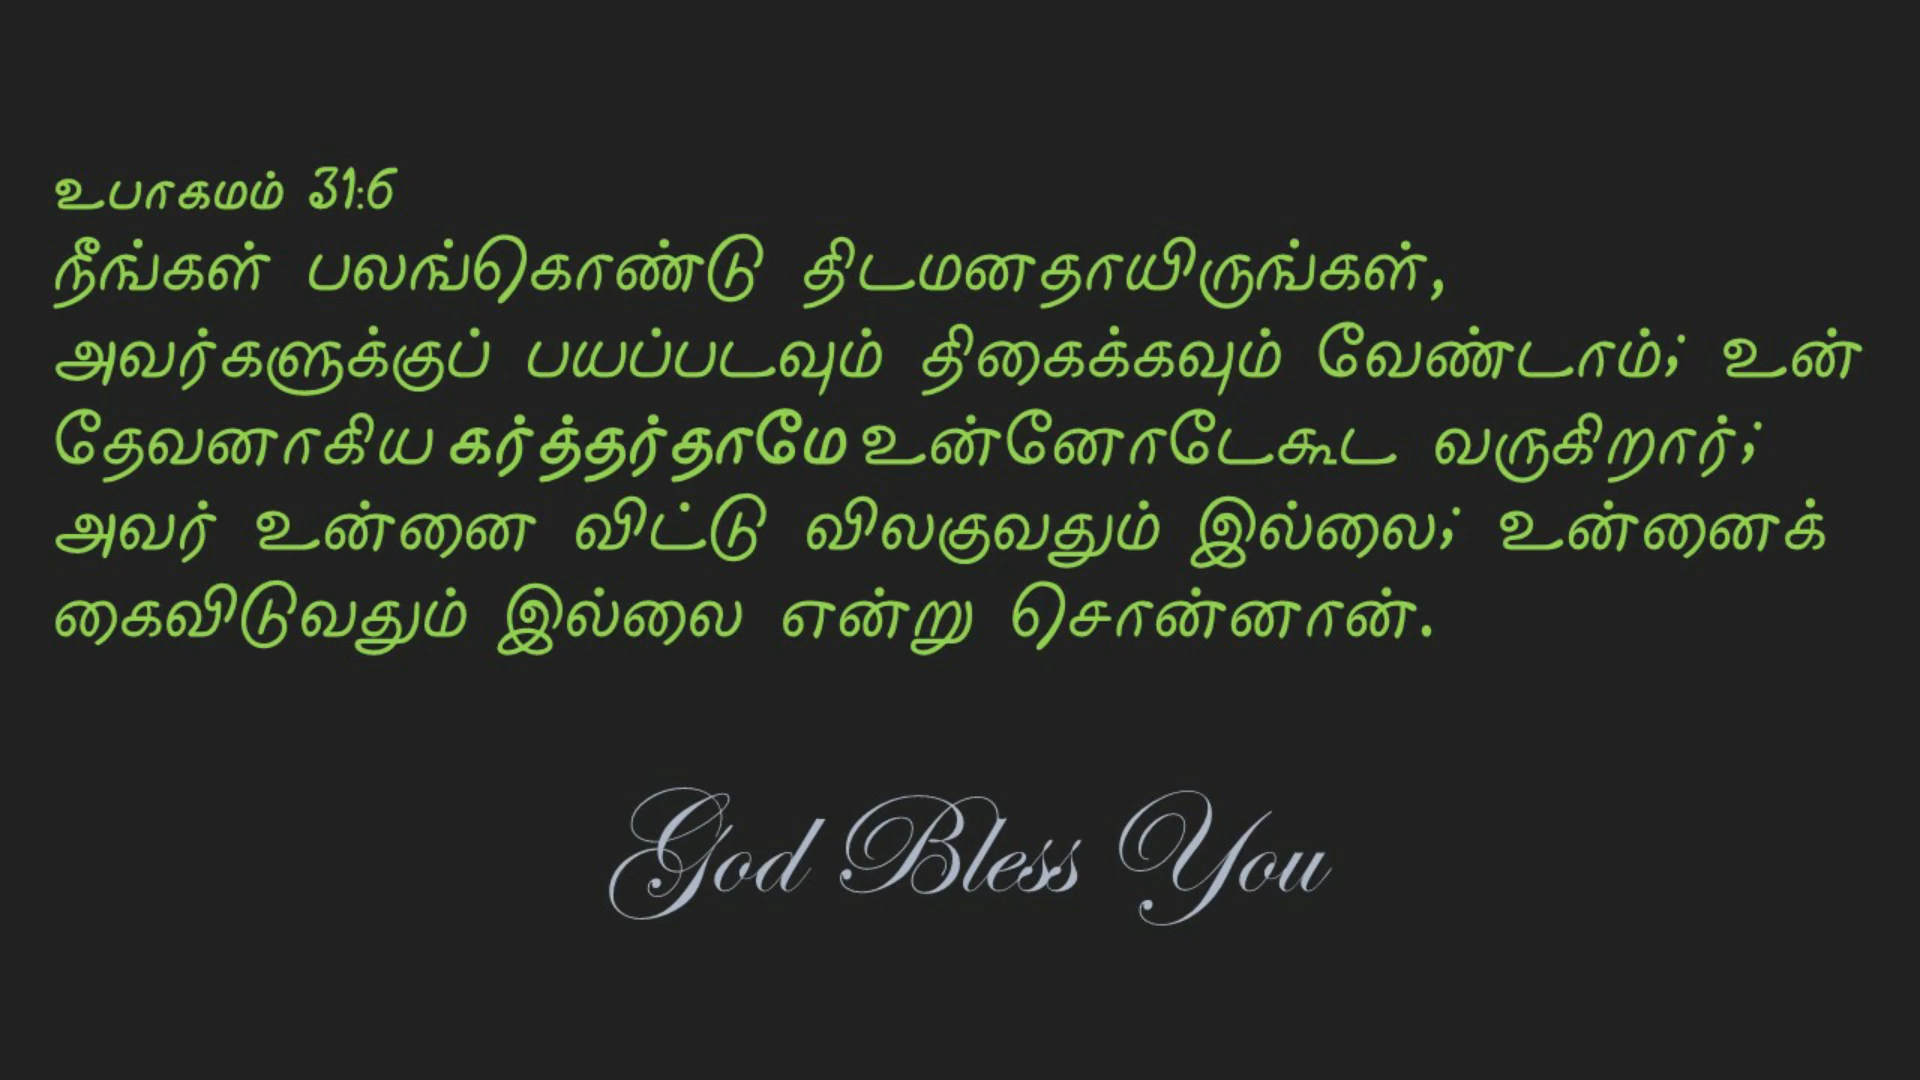 உபாகமம் 31:6
நீங்கள் பலங்கொண்டு திடமனதாயிருங்கள்,
அவர்களுக்குப் பயப்படவும் திகைக்கவும் வேண்டாம்; உன்
தேவனாகிய கர்த்தர்தாமே உன்னோடேகூட வருகிறார்;
அவர் உன்னை விட்டு விலகுவதும் இல்லை; உன்னைக்
கைவிடுவதும் இல்லை என்று சொன்னான்.
God Bless You